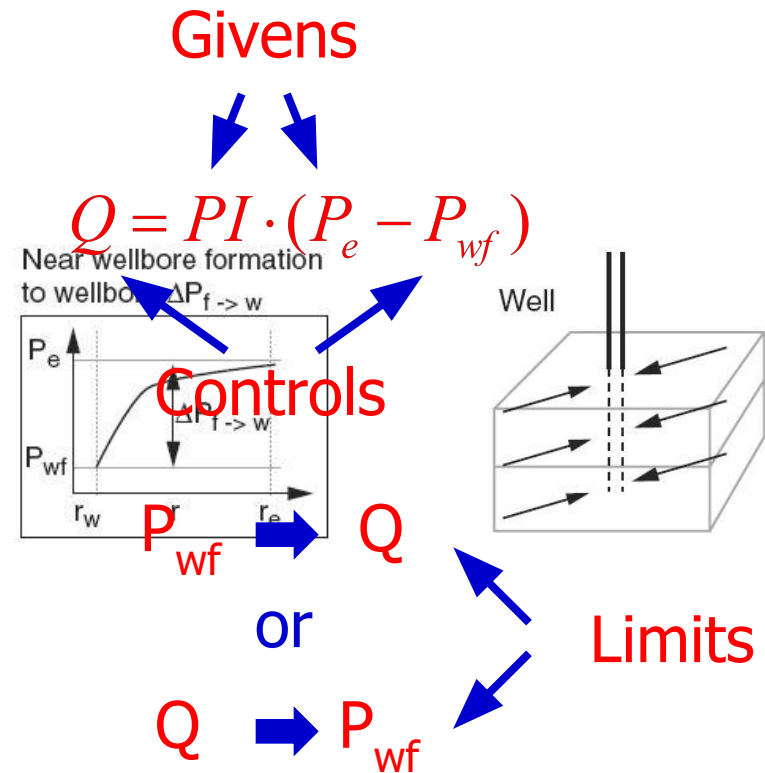 Givens
Q = PI · (Pe − Pwf)
Near wellbore formation
to wellbore ΔPf -> w
Well
Pe
Controls
ΔPf -> w
Pwf
rw r re
Pwf Q
or
Limits
Q Pwf